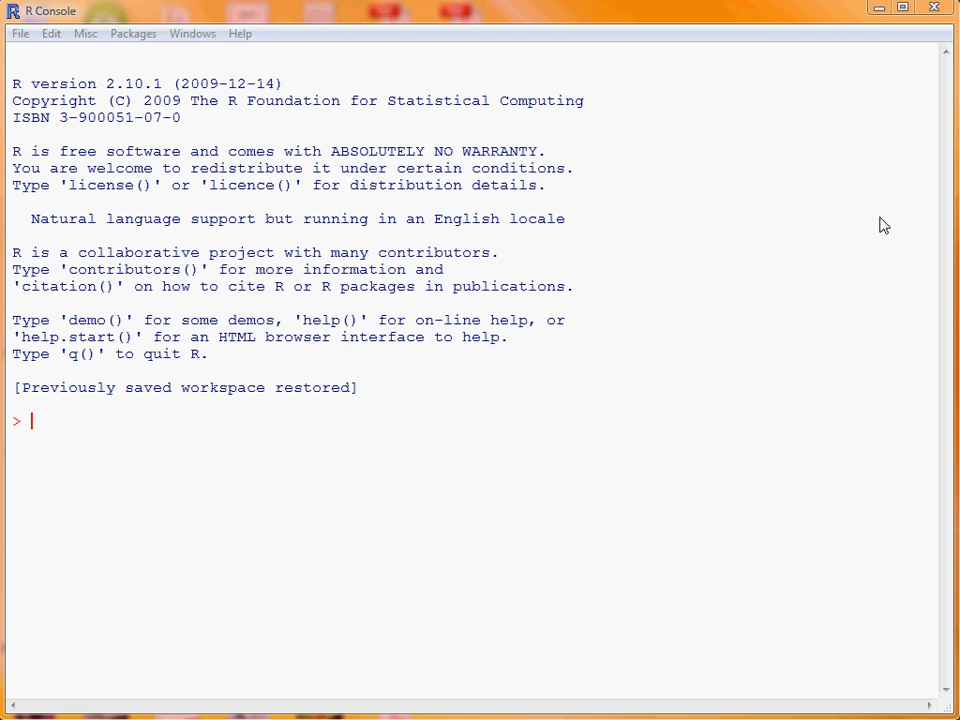 R Console
File Edit Misc Packages Windows Help
R version 2.10.1 (2009-12-14)
Copyright (C) 2009 The R Foundation for Statistical Computing
ISBN 3-900051-07-0
R is free software and comes with ABSOLUTELY NO WARRANTY.
You are welcome to redistribute it under certain conditions.
Type 'license()' or 'licence()' for distribution details.
Natural language support but running in an English locale
R is a collaborative project with many contributors.
Type 'contributors()' for more information and
'citation()' on how to cite R or R packages in publications.
Type 'demo()' for some demos, 'help()' for on-line help, or
'help.start()' for an HTML browser interface to help.
Type 'q()' to quit R.
[Previously saved workspace restored]
>